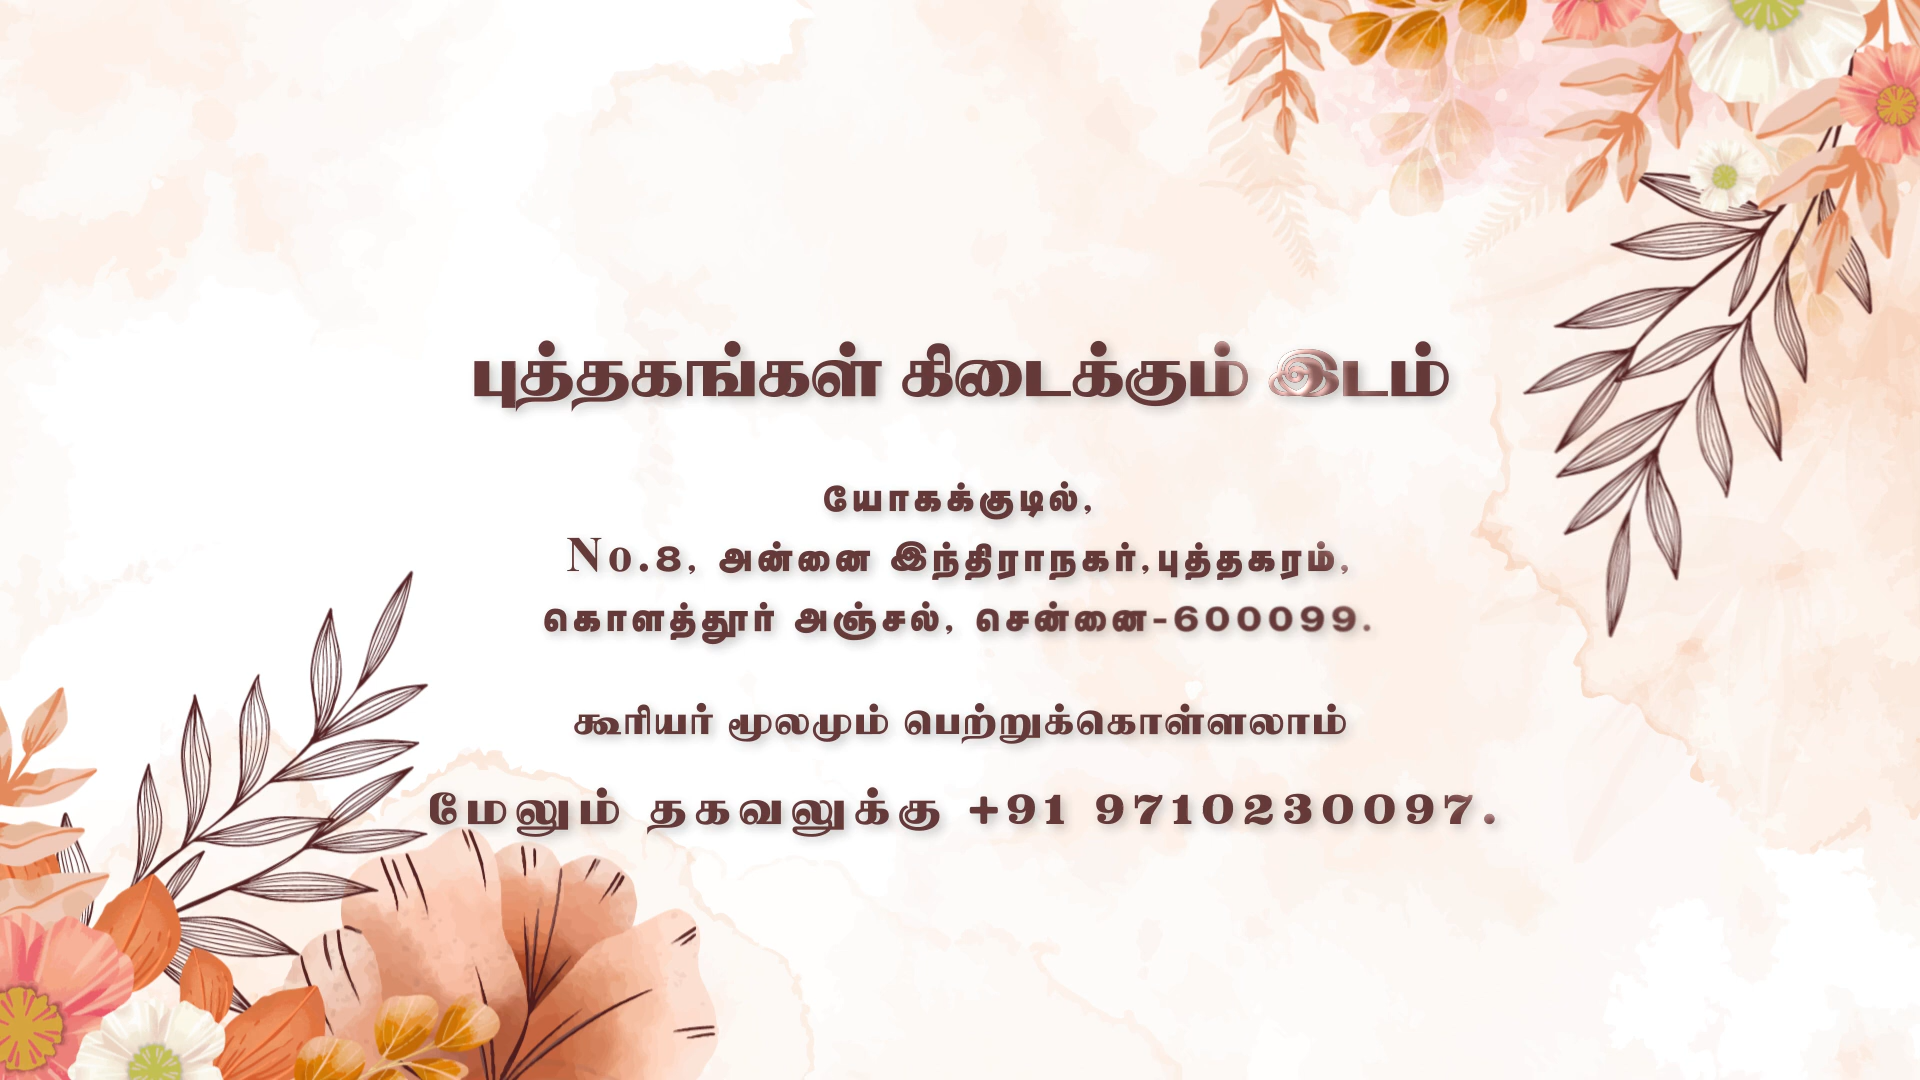 புத்தகங்கள் கிடைக்கும் இடம்
யோகக்குடில்,
No.8, அன்னை இந்திராநகர்,புத்தகரம்,
கொளத்தூர் அஞ்சல், சென்னை-600099.
கூரியர் மூலமும் பெற்றுக்கொள்ளலாம்
மேலும் தகவலுக்கு +91 9710230097.